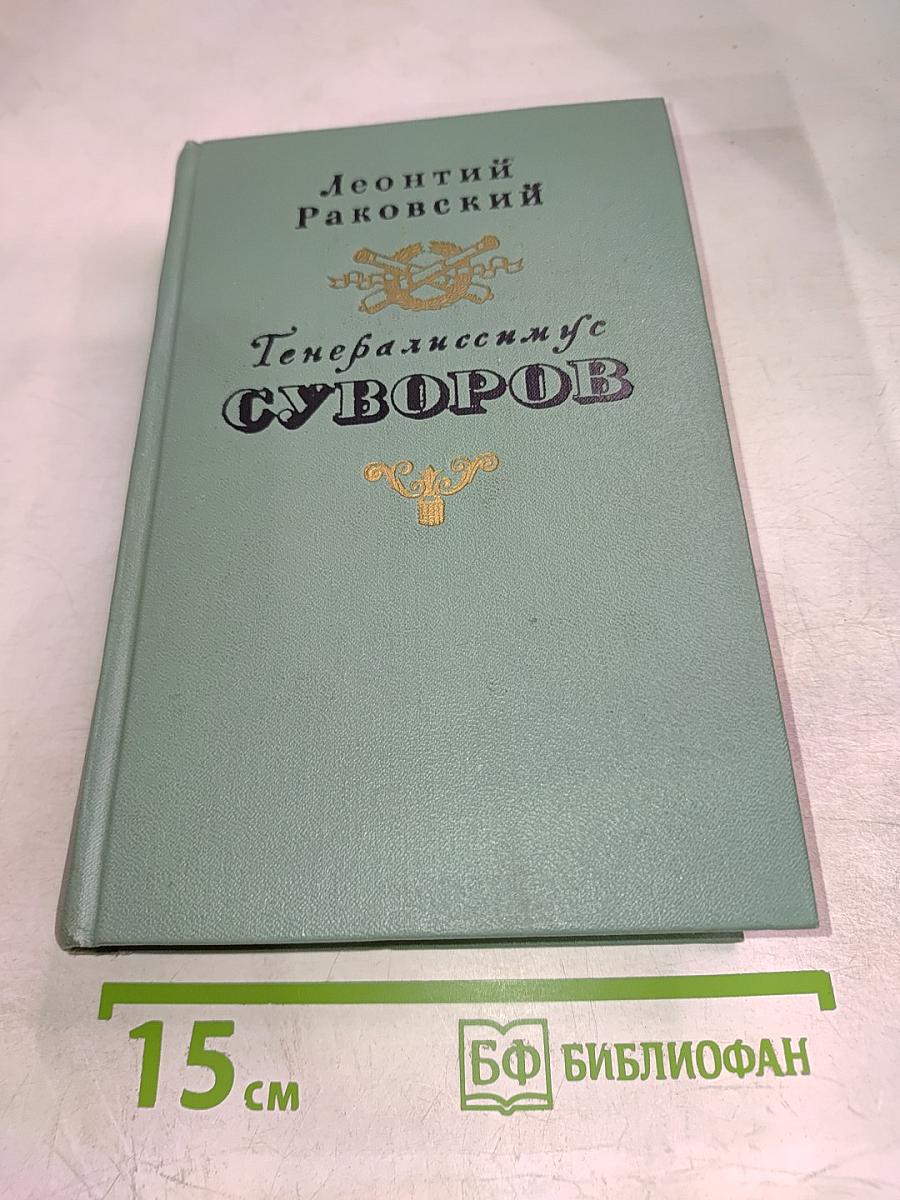 Леонтий
Раковский
Генералиссимус
СУВОРОВ
15 см
БФ БИБЛИОФАН